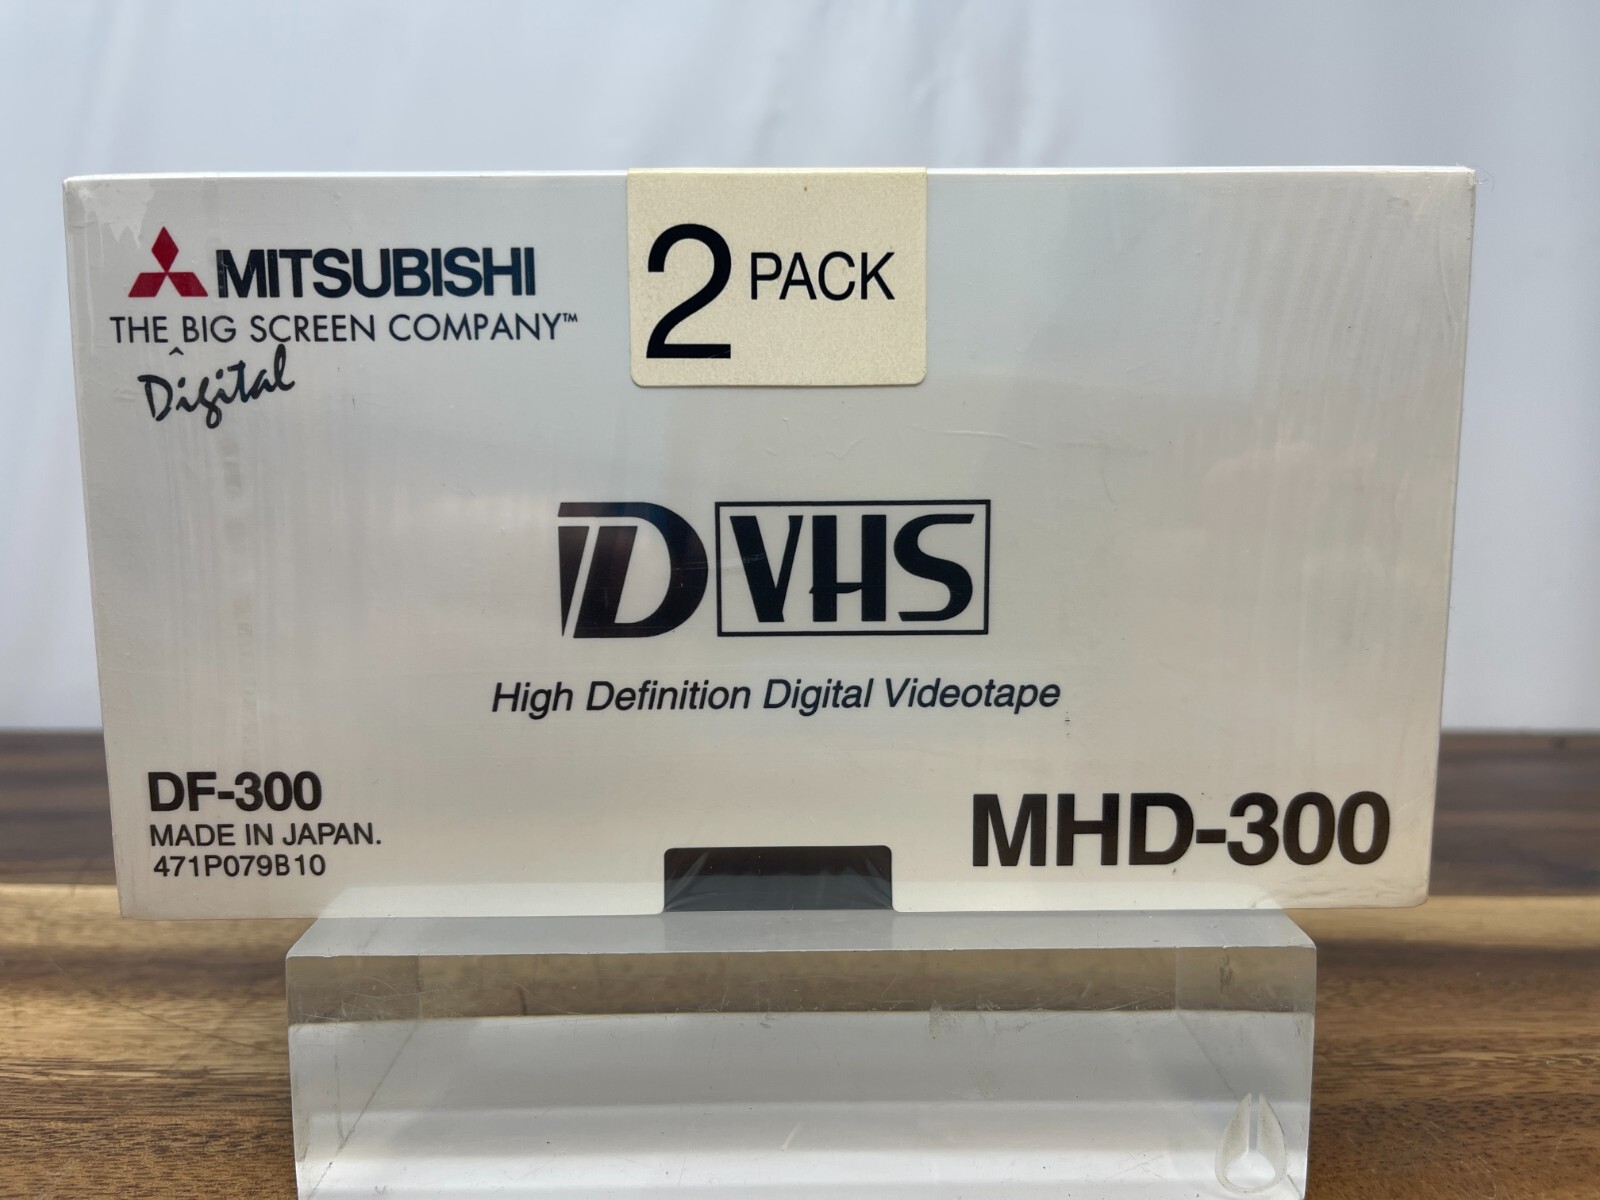 MITSUBISHI
THE BIG SCREEN COMPANY™
^
Digital
2 PACK
D VHS
High Definition Digital Videotape
DF-300
MADE IN JAPAN.
471P079B10
MHD-300